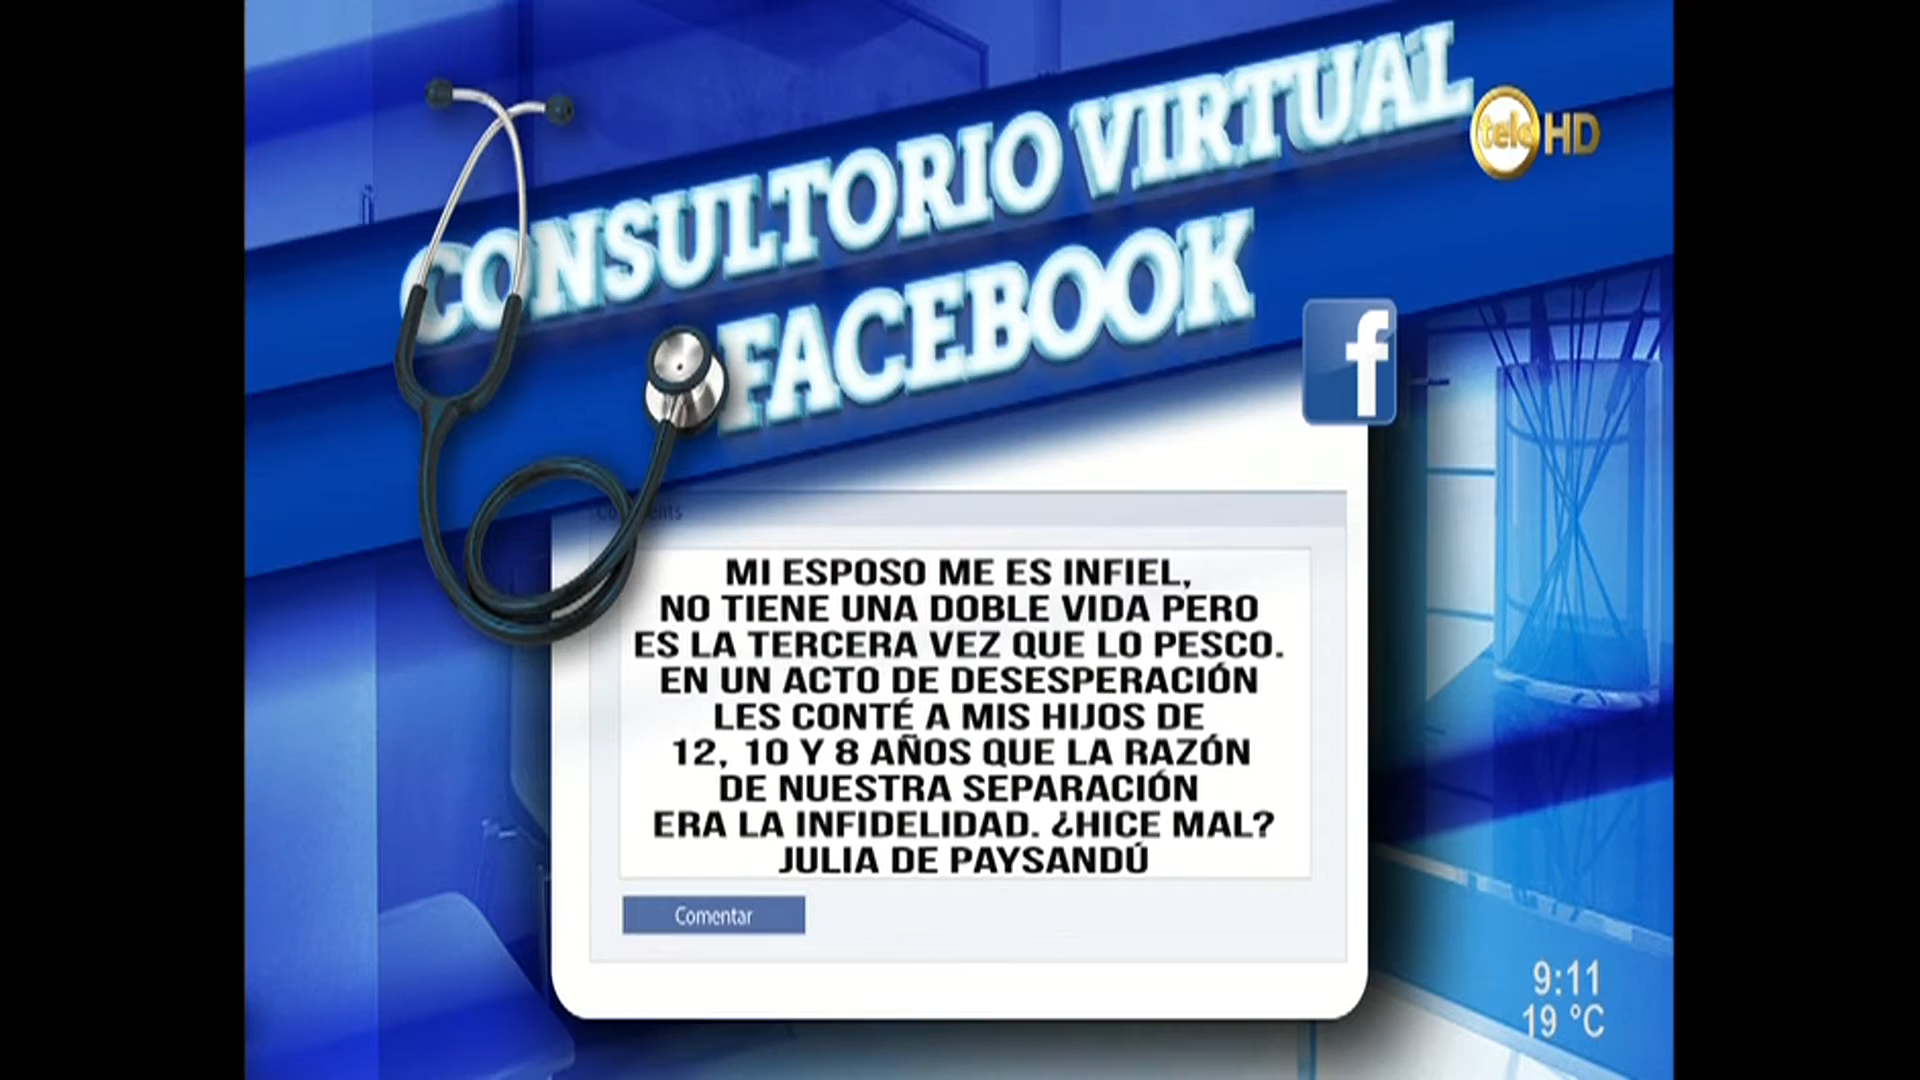 CONSULTORIO VIRTUAL
FACEBOOK
tele HD
f
MI ESPOSO ME ES INFIEL,
NO TIENE UNA DOBLE VIDA PERO
ES LA TERCERA VEZ QUE LO PESCO.
EN UN ACTO DE DESESPERACIÓN
LES CONTÉ A MIS HIJOS DE
12, 10 Y 8 AÑOS QUE LA RAZÓN
DE NUESTRA SEPARACIÓN
ERA LA INFIDELIDAD. ¿HICE MAL?
JULIA DE PAYSANDÚ
Comentar
9:11
19 °C